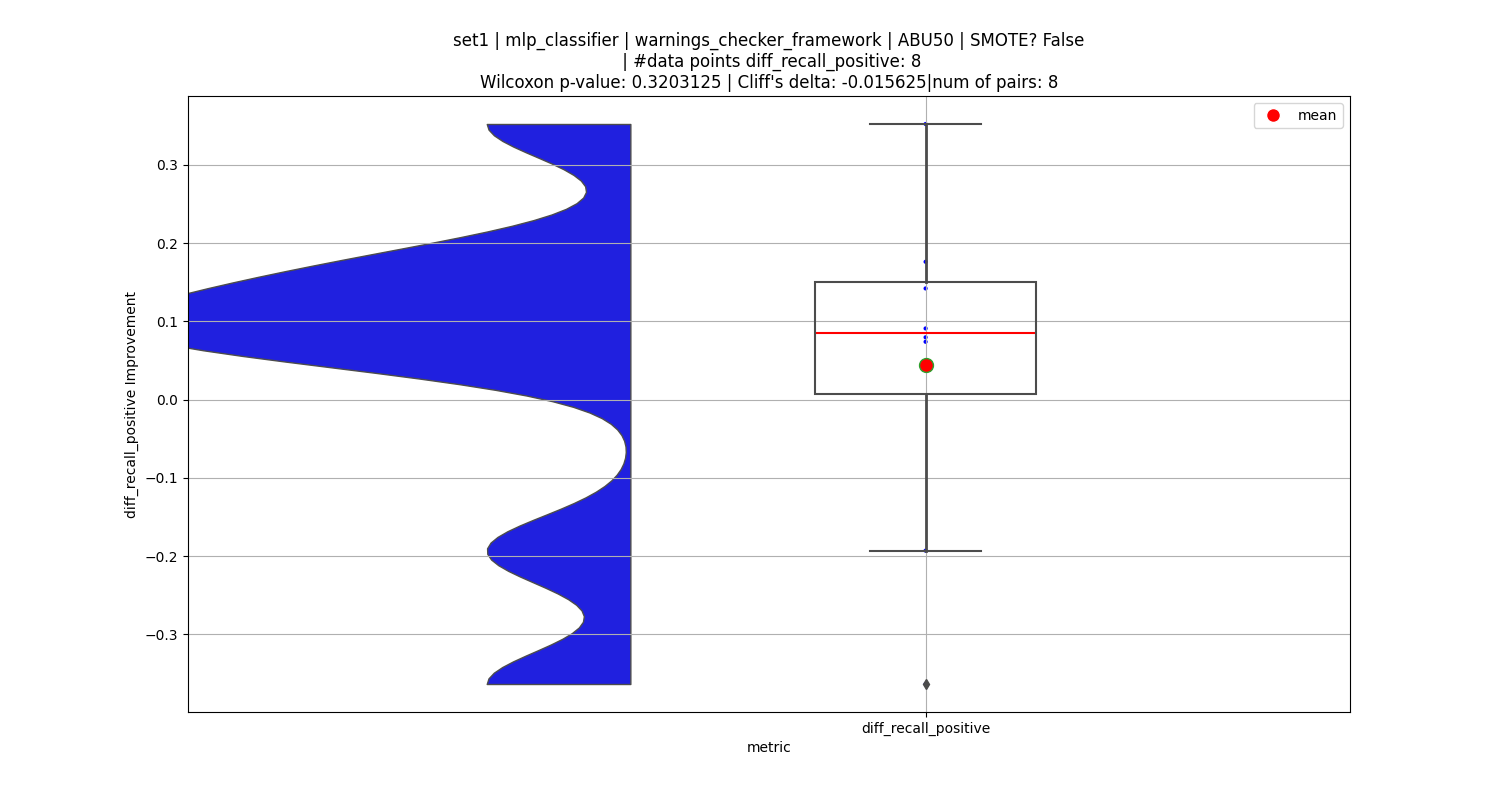 set1 | mlp_classifier | warnings_checker_framework | ABU50 | SMOTE? False
| #data points diff_recall_positive: 8
Wilcoxon p-value: 0.3203125 | Cliff's delta: -0.015625|num of pairs: 8
mean
0.3
0.2
0.1
0.0
−0.1
−0.2
−0.3
diff_recall_positive Improvement
diff_recall_positive
metric